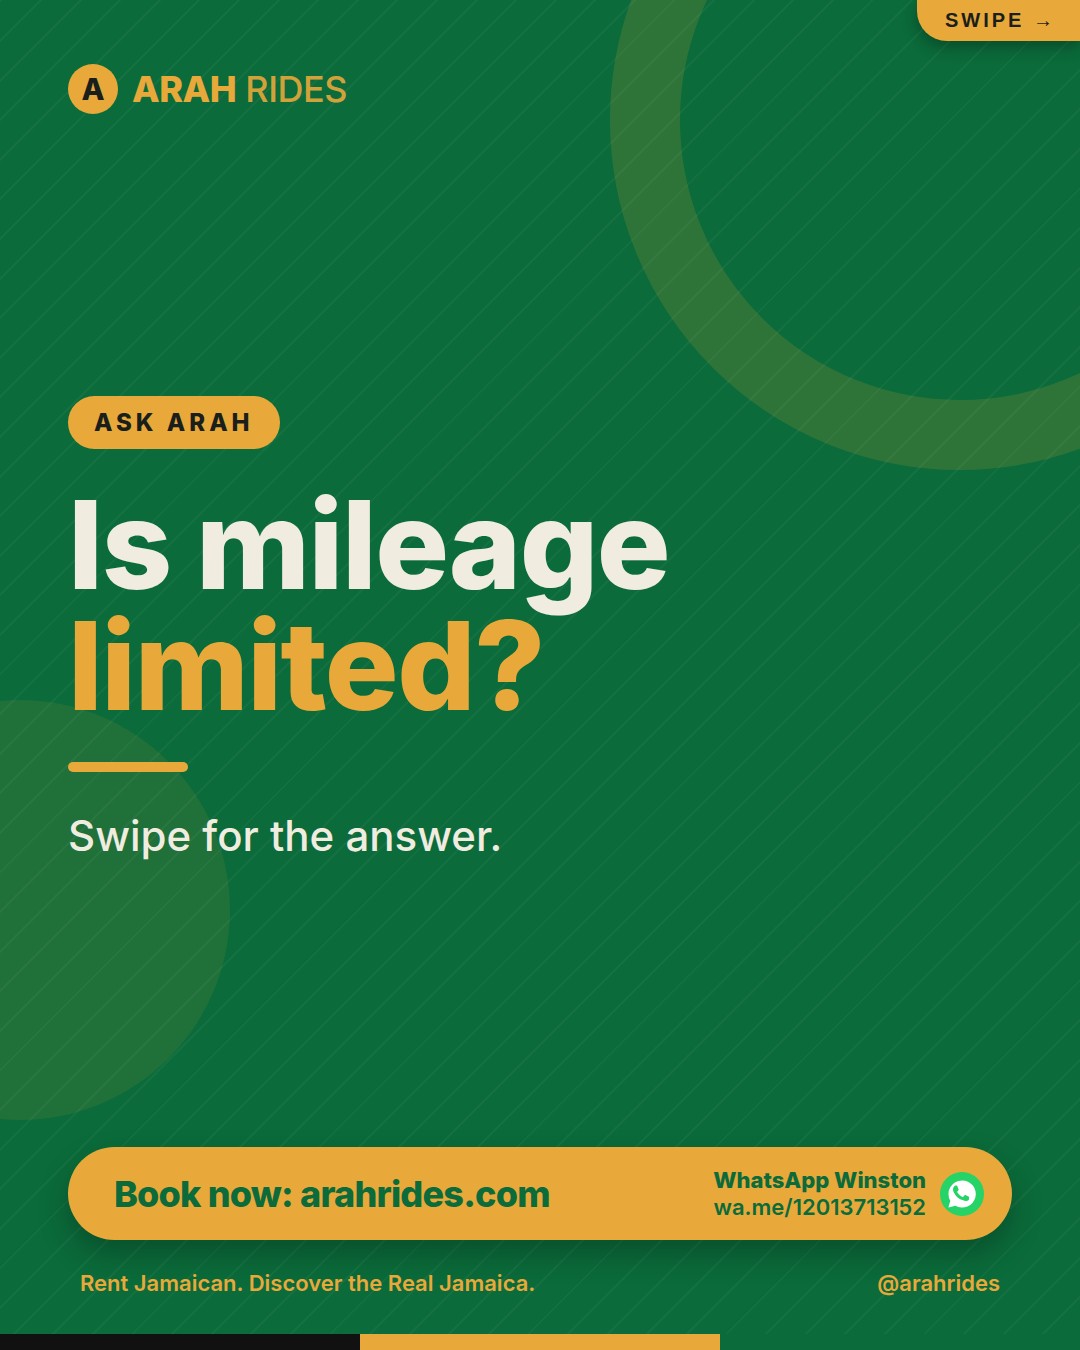 SWIPE →
A ARAH RIDES
ASK ARAH
Is mileage
limited?
Swipe for the answer.
Book now: arahrides.com
WhatsApp Winston
wa.me/12013713152
Rent Jamaican. Discover the Real Jamaica.
@arahrides